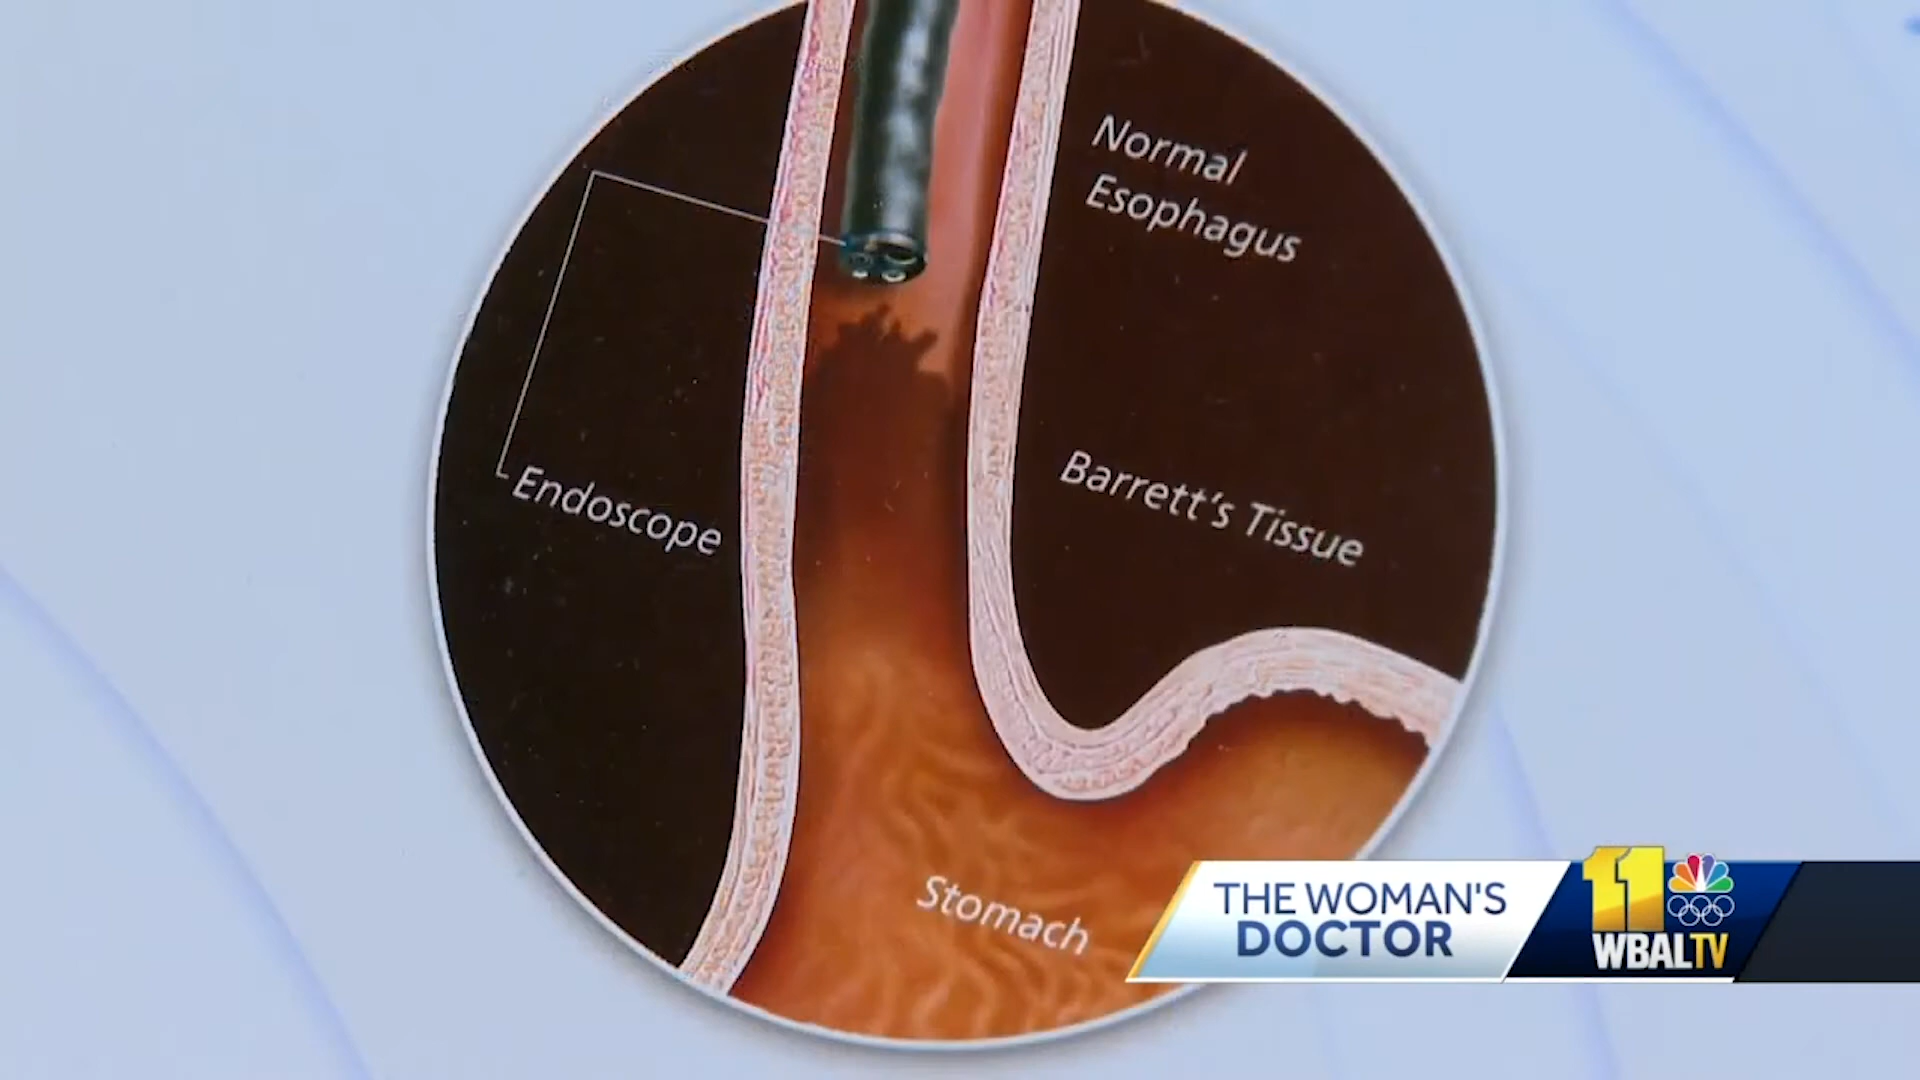 Normal
Esophagus
Endoscope
Barrett's Tissue
Stomach
THE WOMAN'S
DOCTOR
11
WBALTV